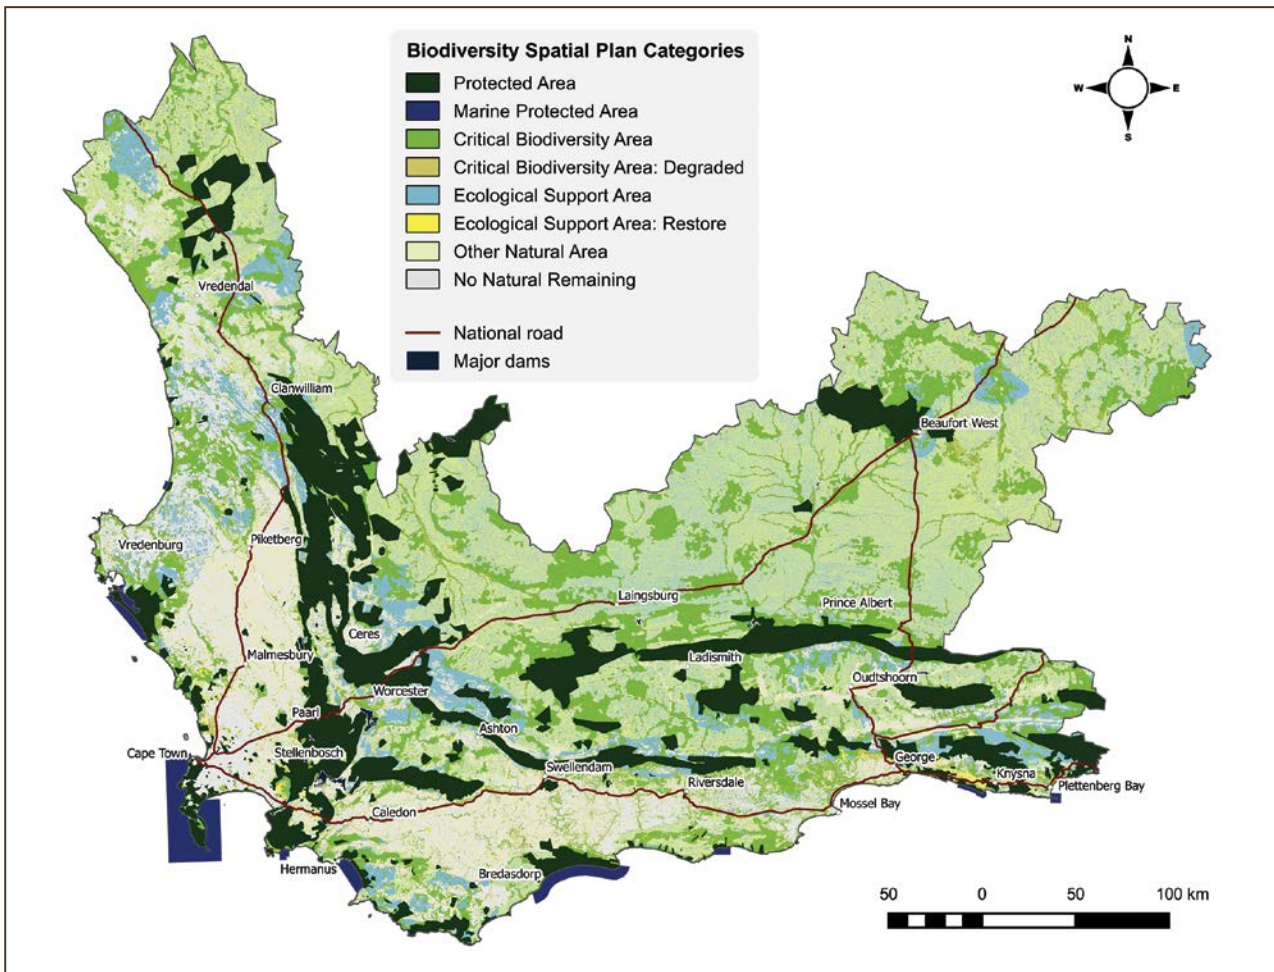 Biodiversity Spatial Plan Categories
Protected Area
Marine Protected Area
Critical Biodiversity Area
Critical Biodiversity Area: Degraded
Ecological Support Area
Ecological Support Area: Restore
Other Natural Area
No Natural Remaining
National road
Major dams
N
W E
S
Vredendal
Clanwilliam
Beaufort West
Vredenburg
Piketberg
Laingsburg
Prince Albert
Ceres
Malmesbury
Ladismith
Oudtshoorn
Worcester
Paarl
Ashton
Cape Town
Stellenbosch
George
Swellendam
Knysna
Riversdale
Plettenberg Bay
Mossel Bay
Caledon
Hermanus
Bredasdorp
50 0 50 100 km